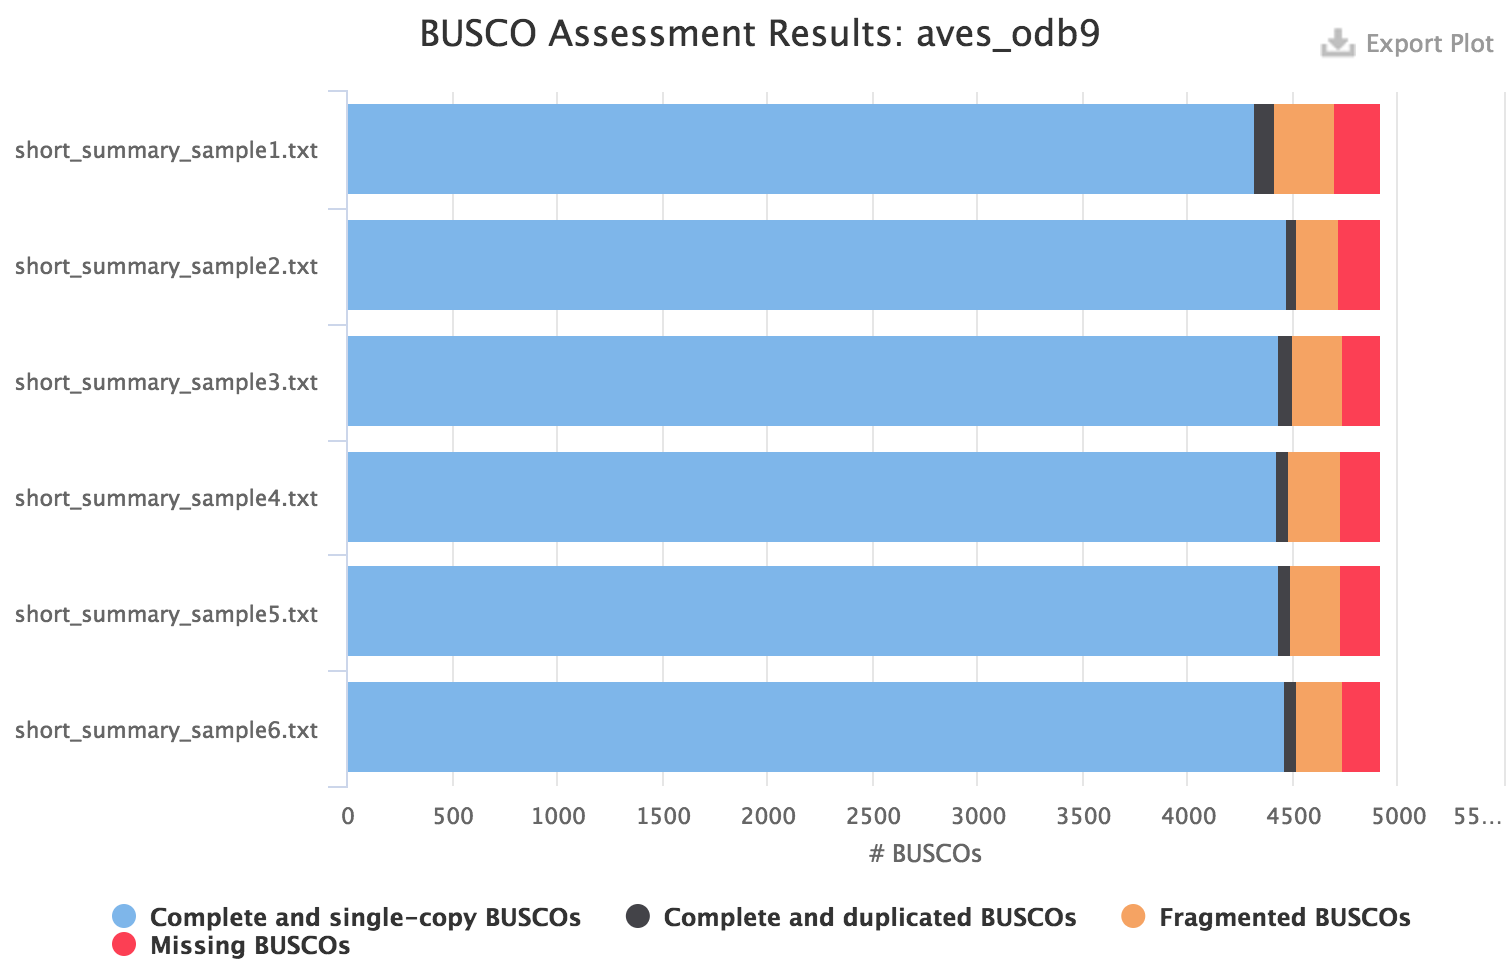 BUSCO Assessment Results: aves_odb9
Export Plot
short_summary_sample1.txt
short_summary_sample2.txt
short_summary_sample3.txt
short_summary_sample4.txt
short_summary_sample5.txt
short_summary_sample6.txt
0 500 1000 1500 2000 2500 3000 3500 4000 4500 5000 55...
# BUSCOs
Complete and single-copy BUSCOs Complete and duplicated BUSCOs Fragmented BUSCOs
Missing BUSCOs